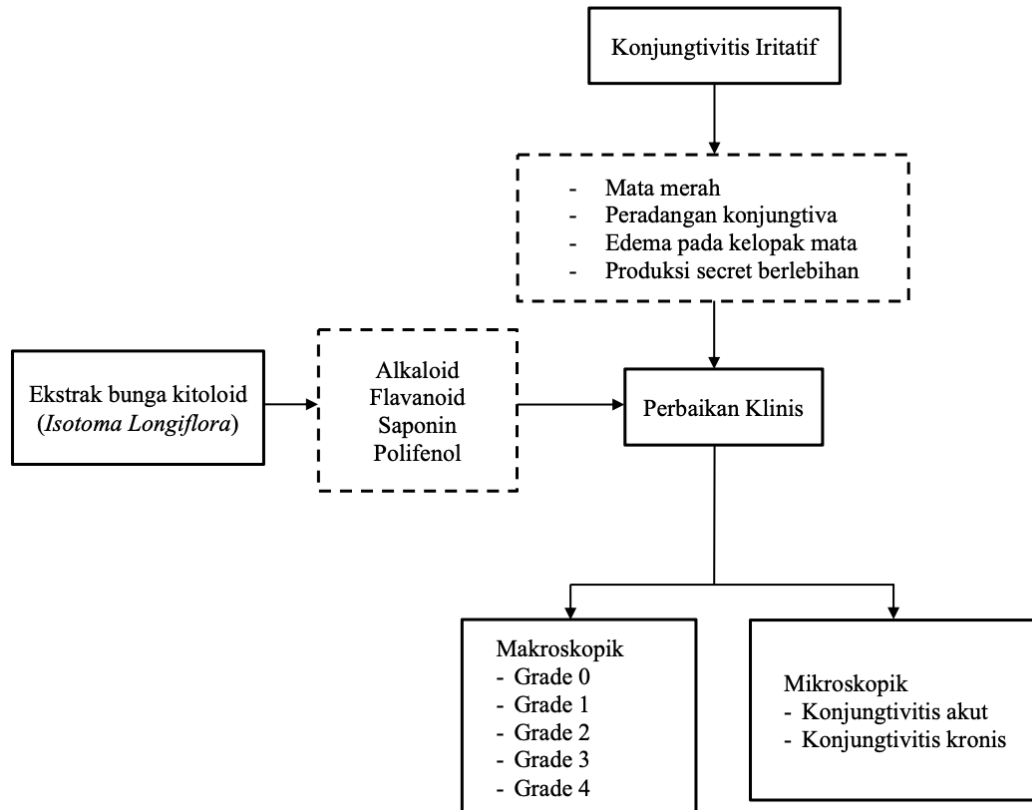 Konjungtivitis Iritatif
- Mata merah
- Peradangan konjungtiva
- Edema pada kelopak mata
- Produksi secret berlebihan
Ekstrak bunga kitoloid
(Isotoma Longiflora)
Alkaloid
Flavanoid
Saponin
Polifenol
Perbaikan Klinis
Makroskopik
- Grade 0
- Grade 1
- Grade 2
- Grade 3
- Grade 4
Mikroskopik
- Konjungtivitis akut
- Konjungtivitis kronis